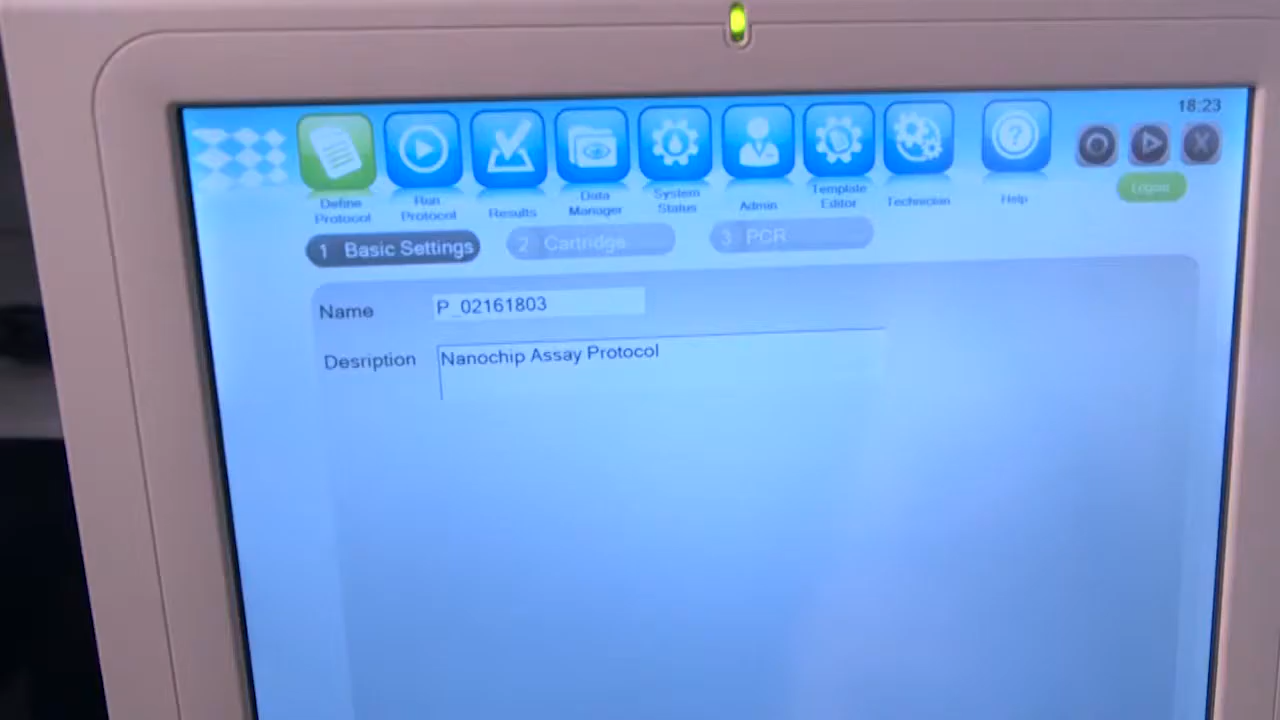 18:23
Define Protocol
Run Protocol
Results
Data Manager
System Status
Admin
Template Editor
Technician
Help
X
Logout
1 Basic Settings
2 Cartridge
3 PCR
Name P_02161803
Desription Nanochip Assay Protocol